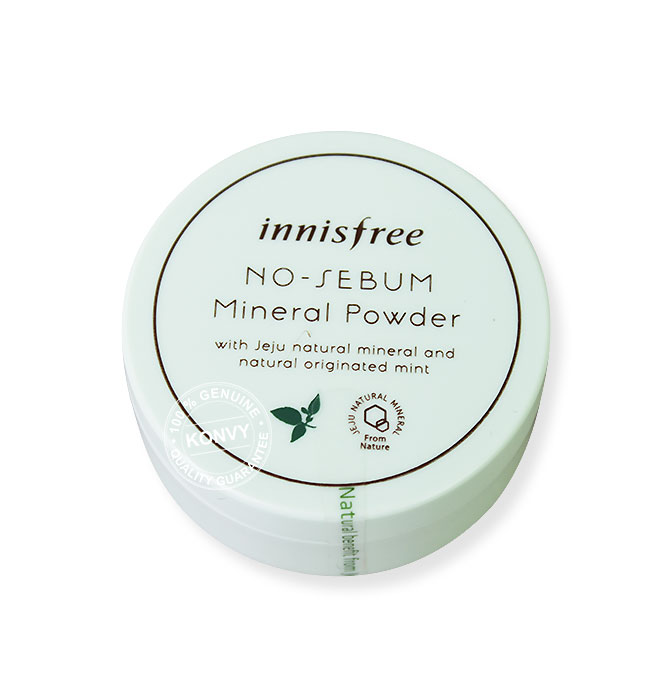 innisfree
NO-SEBUM
Mineral Powder
with Jeju natural mineral and
natural originated mint
100% GENUINE
KONVY
QUALITY GUARANTEE
JEJU NATURAL MINERAL
From
Nature
Natural benefit from